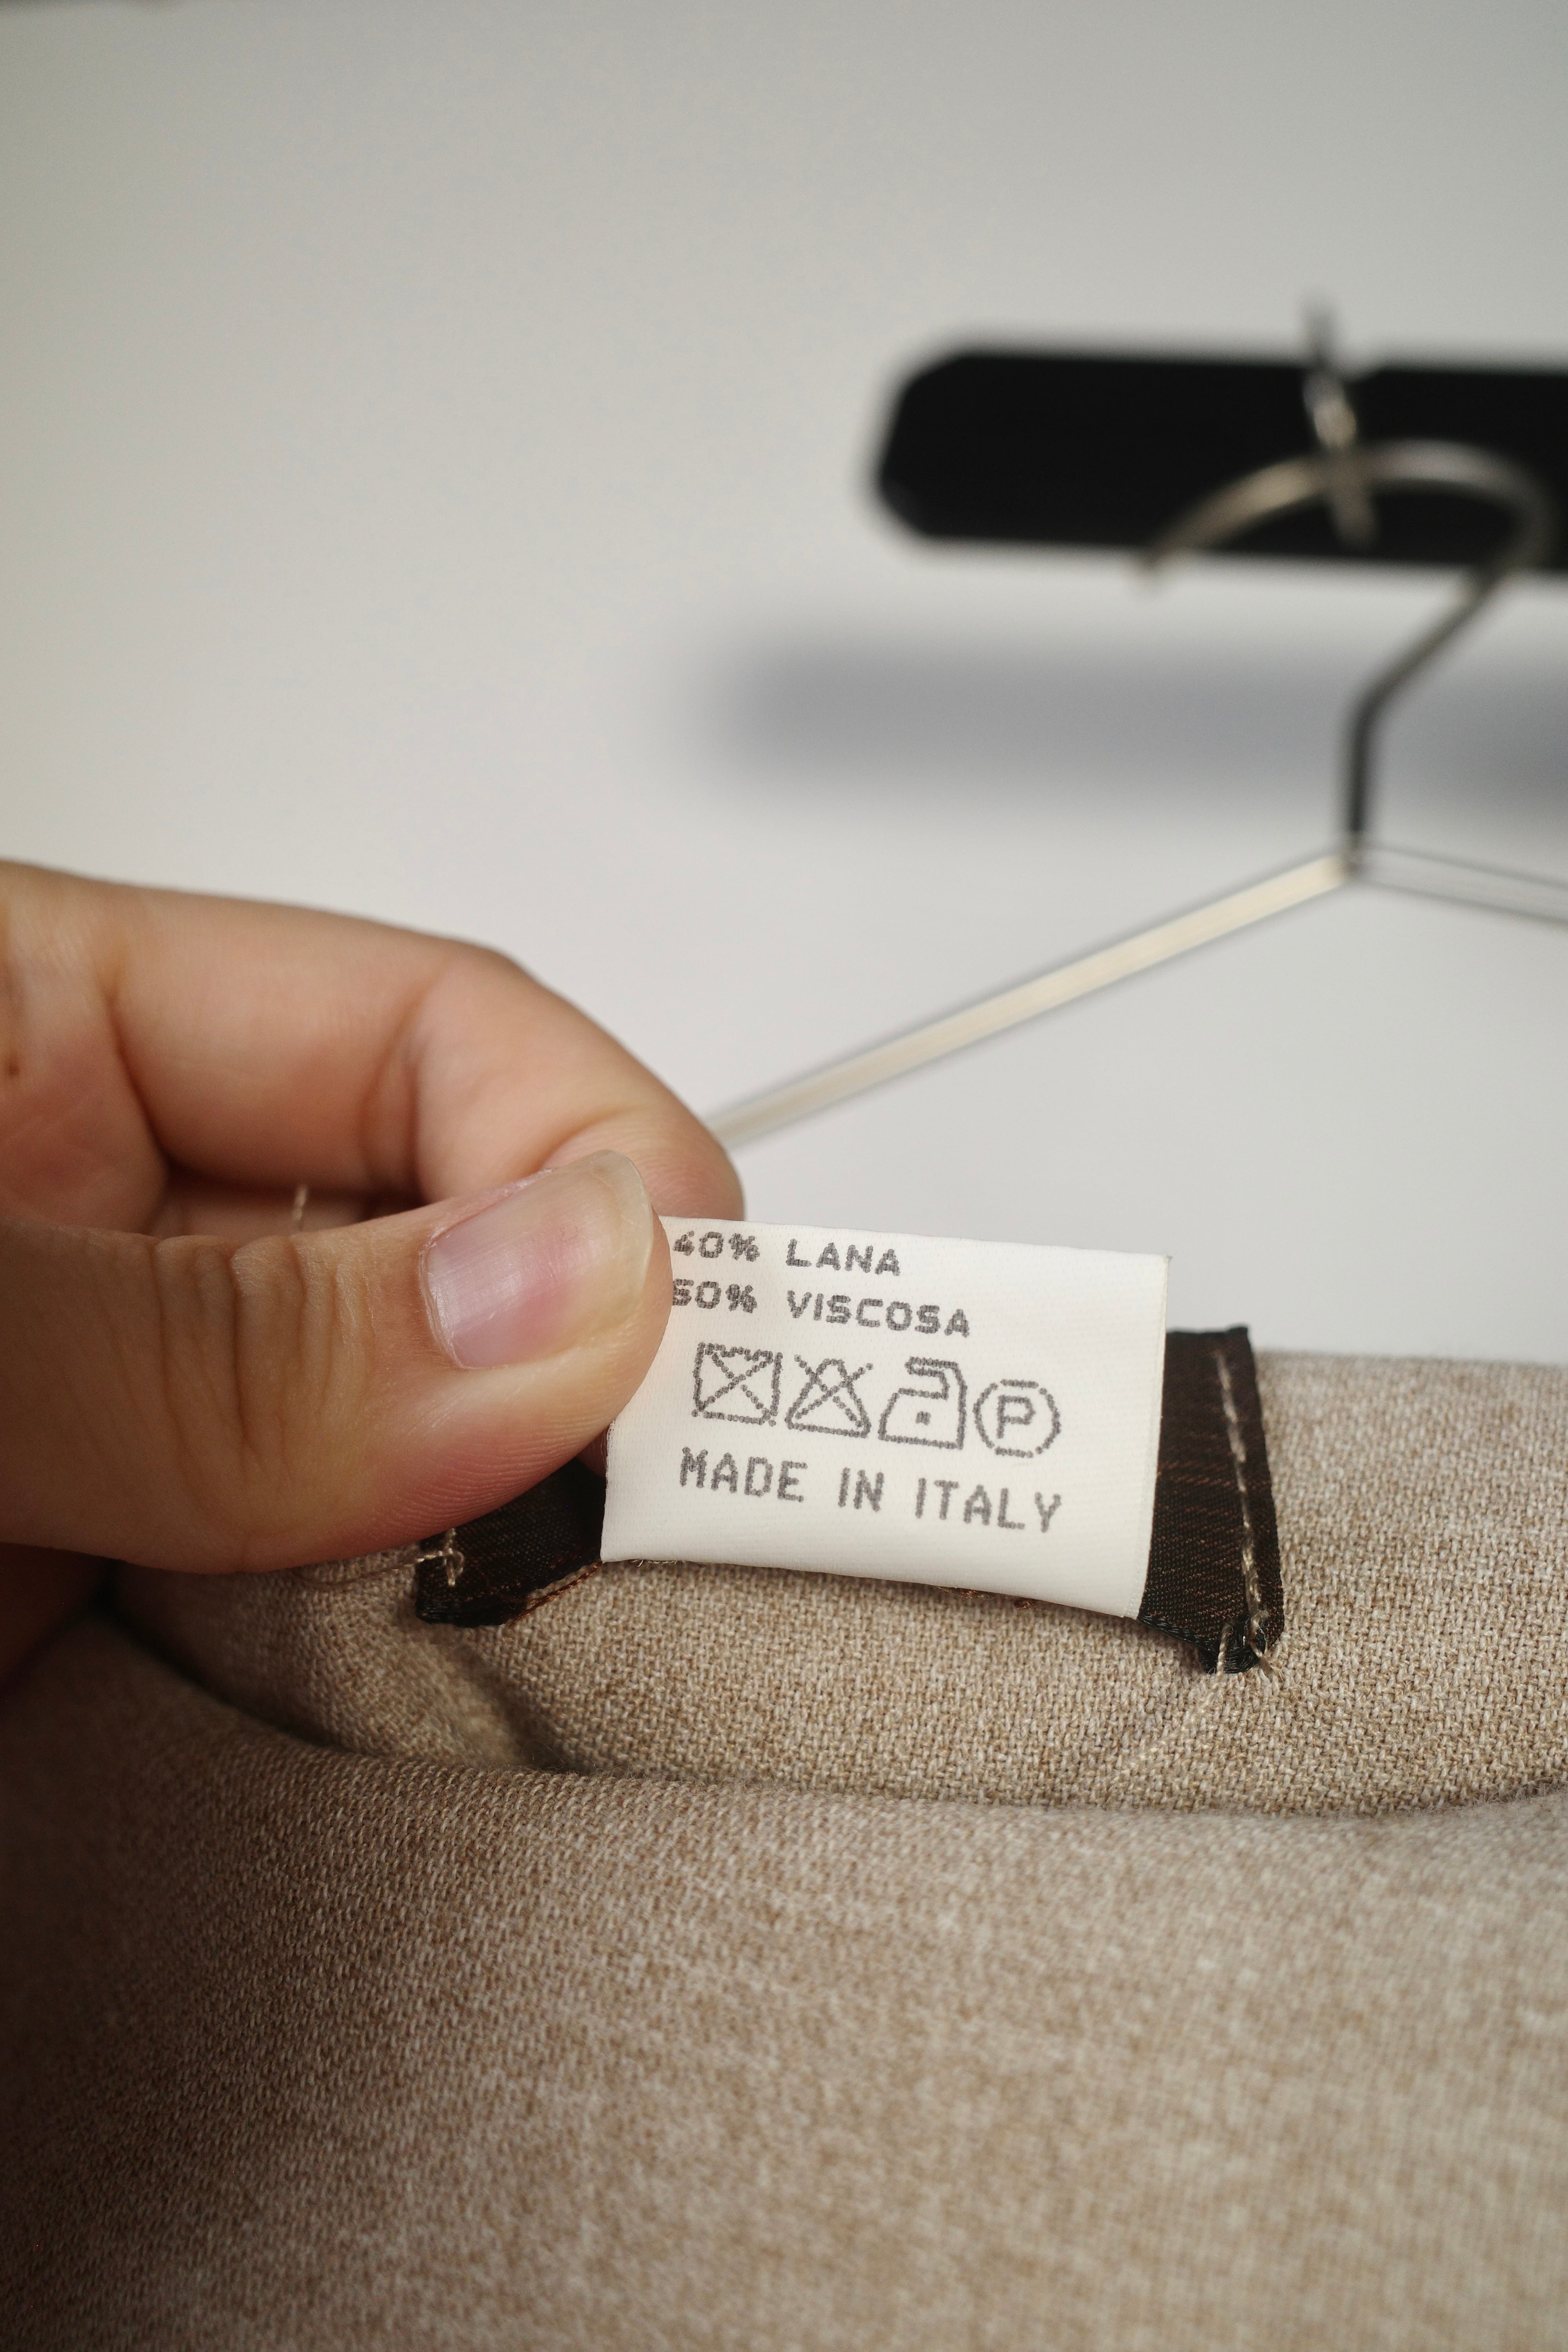 40% LANA
60% VISCOSA
P
MADE IN ITALY